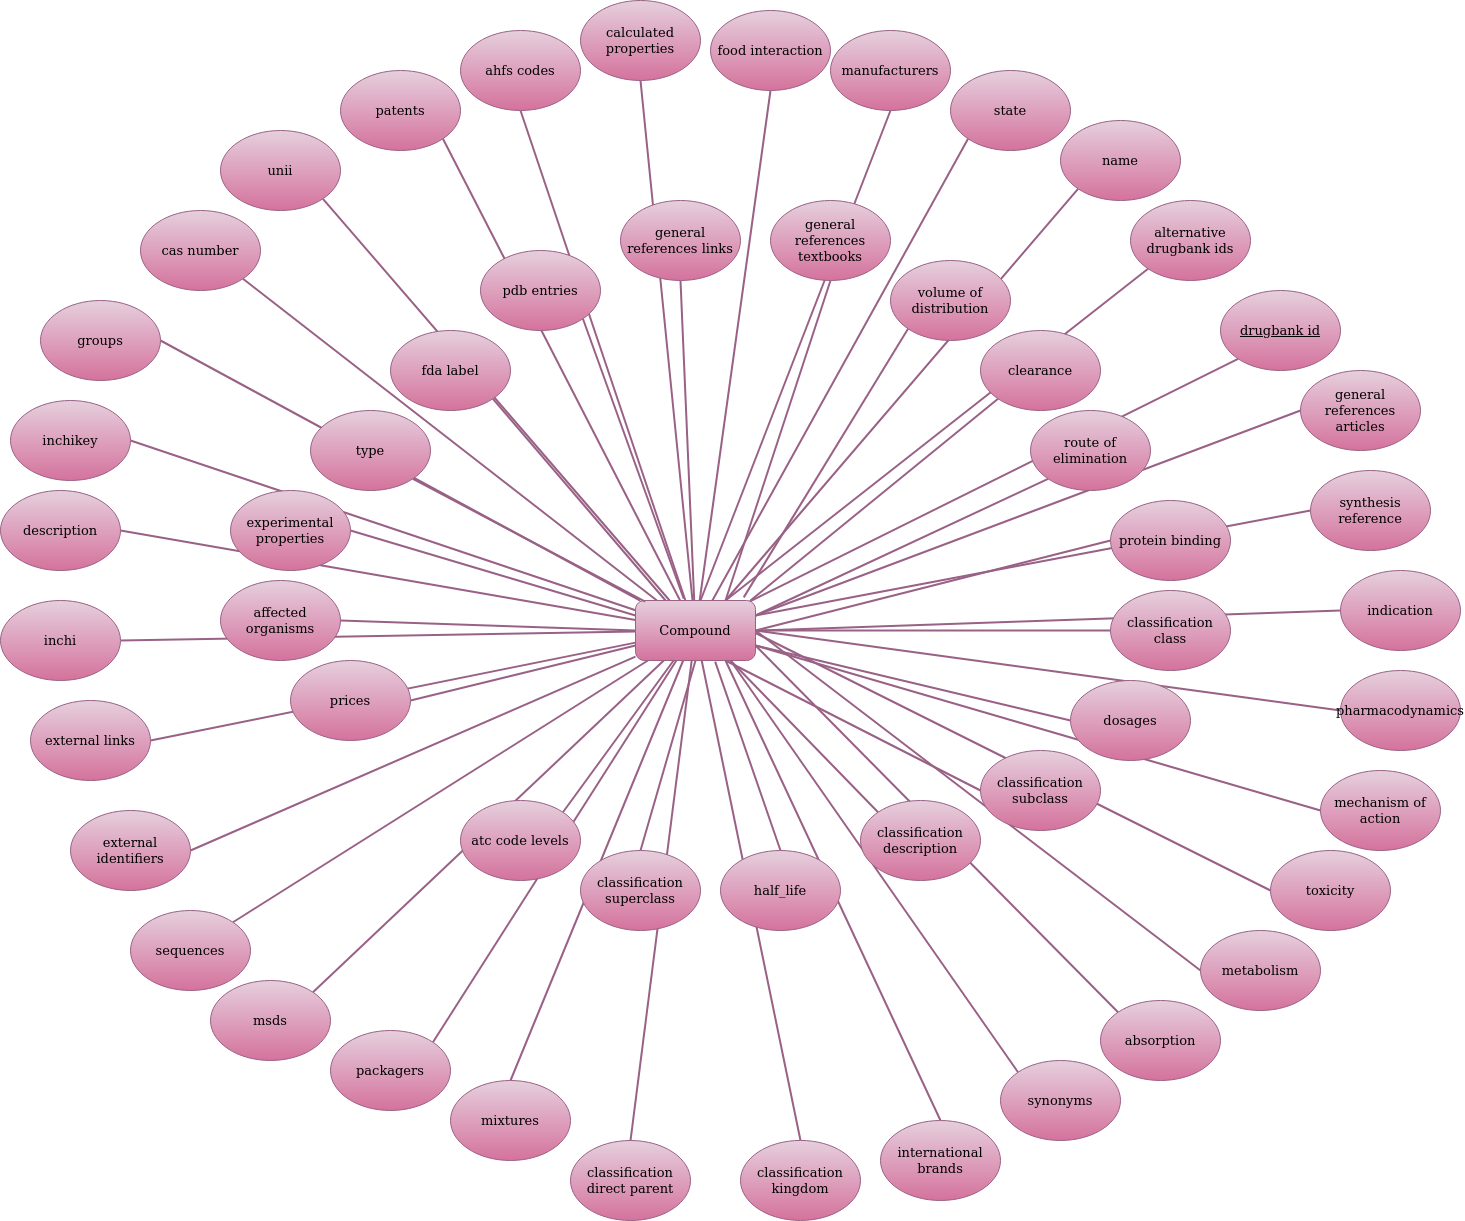 calculated
properties
food interaction
ahfs codes
manufacturers
patents
state
name
unii
general
references links
general
references
textbooks
alternative
drugbank ids
cas number
pdb entries
volume of
distribution
drugbank id
groups
fda label
clearance
general
references
articles
inchikey
type
route of
elimination
synthesis
reference
description
experimental
properties
protein binding
indication
affected
organisms
Compound
classification
class
inchi
prices
pharmacodynamics
external links
dosages
classification
subclass
mechanism of
action
external
identifiers
atc code levels
classification
description
classification
superclass
half_life
toxicity
sequences
metabolism
msds
absorption
packagers
synonyms
mixtures
international
brands
classification
direct parent
classification
kingdom